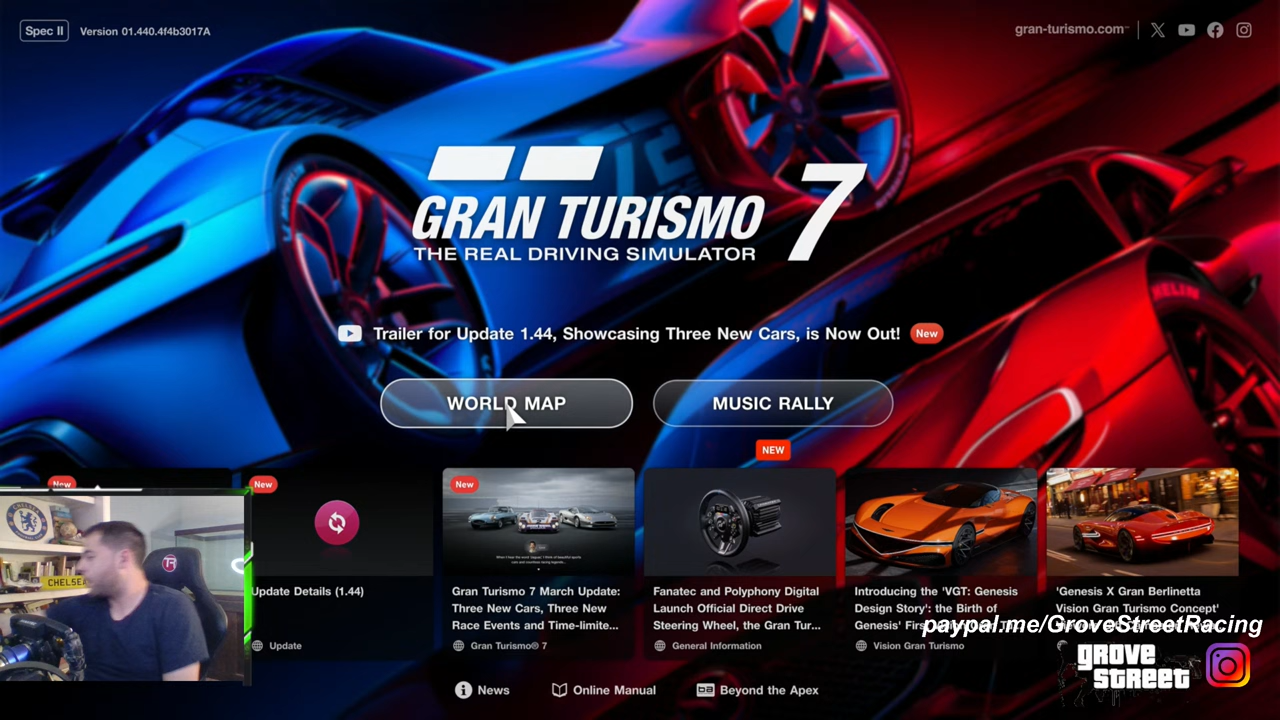 Spec II
Version 01.440.4f4b3017A
gran-turismo.com
72
GRAN TURISMO 7
THE REAL DRIVING SIMULATOR
Trailer for Update 1.44, Showcasing Three New Cars, is Now Out!
New
WORLD MAP
MUSIC RALLY
NEW
New
New
New
CHELSEA
Update Details (1.44)
Update
Gran Turismo 7 March Update:
Three New Cars, Three New
Race Events and Time-limite...
Gran Turismo® 7
Fanatec and Polyphony Digital
Launch Official Direct Drive
Steering Wheel, the Gran Tur...
General Information
Introducing the 'VGT: Genesis
Design Story': the Birth of
Genesis' Firs
Vision Gran Turismo
'Genesis X Gran Berlinetta
Vision Gran Turismo Concept'
paypal.me/GroveStreetRacing
grove
street
News
Online Manual
Beyond the Apex